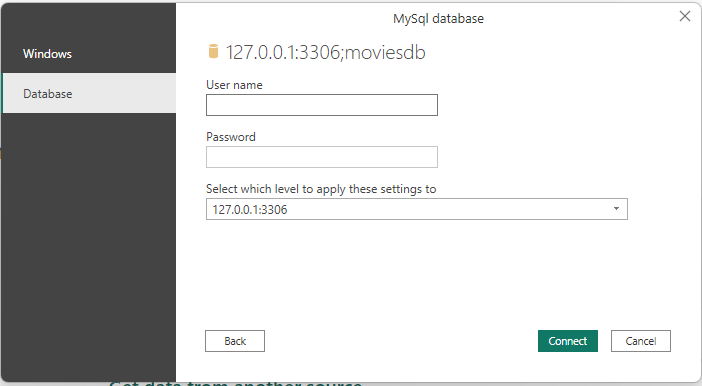 MySql database
Windows
Database
127.0.0.1:3306;moviesdb
User name
Password
Select which level to apply these settings to
127.0.0.1:3306
Back
Connect
Cancel
Get data from another source